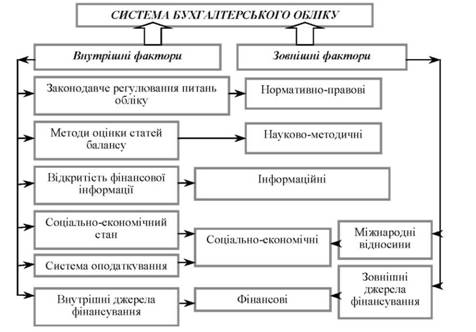 СИСТЕМА БУХГАЛТЕРСЬКОГО ОБЛІКУ
Внутрішні фактори
Зовнішні фактори
Законодавче регулювання питань
обліку
Нормативно-правові
Методи оцінки статей
балансу
Науково-методичні
Відкритість фінансової
інформації
Інформаційні
Соціально-економічний
стан
Соціально-економічні
Міжнародні
відносини
Система оподаткування
Зовнішні
джерела
фінансування
Внутрішні джерела
фінансування
Фінансові